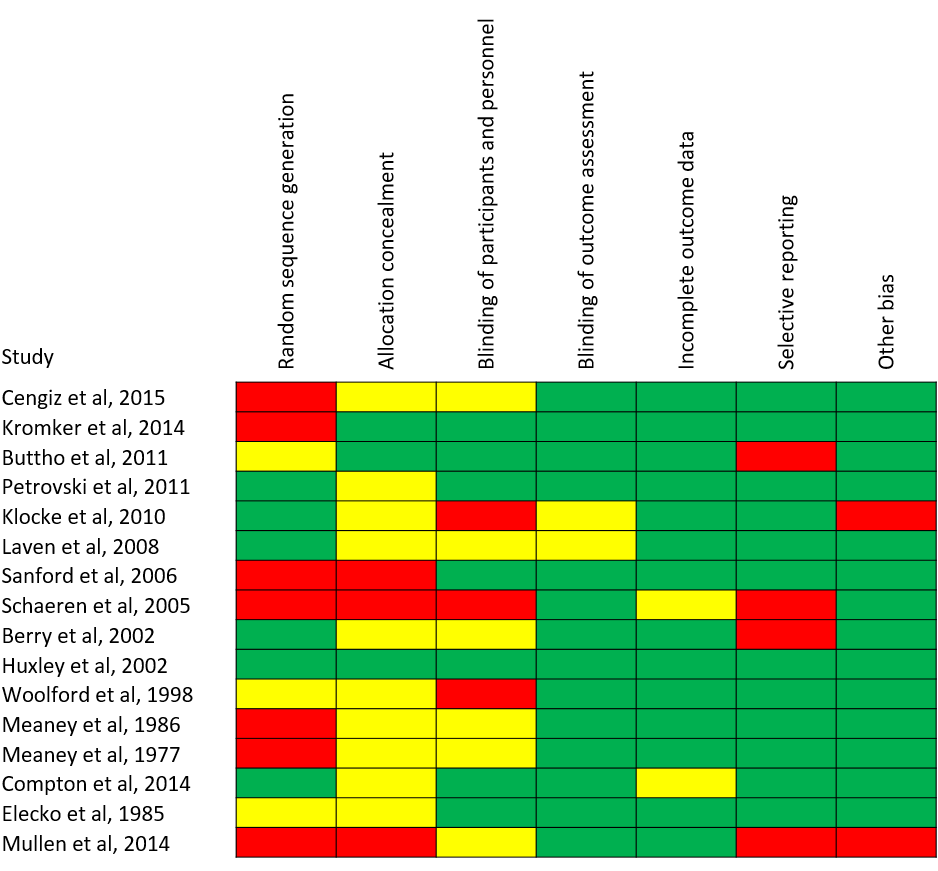 Study
Random sequence generation
Allocation concealment
Blinding of participants and personnel
Blinding of outcome assessment
Incomplete outcome data
Selective reporting
Other bias
Cengiz et al, 2015
Kromker et al, 2014
Buttho et al, 2011
Petrovski et al, 2011
Klocke et al, 2010
Laven et al, 2008
Sanford et al, 2006
Schaeren et al, 2005
Berry et al, 2002
Huxley et al, 2002
Woolford et al, 1998
Meaney et al, 1986
Meaney et al, 1977
Compton et al, 2014
Elecko et al, 1985
Mullen et al, 2014